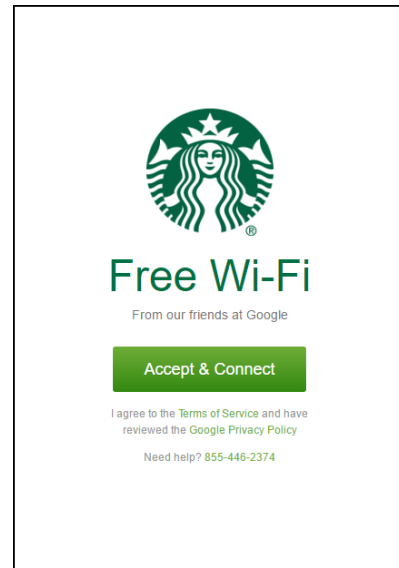 ®
Free Wi-Fi
From our friends at Google
Accept & Connect
I agree to the Terms of Service and have
reviewed the Google Privacy Policy
Need help? 855-446-2374